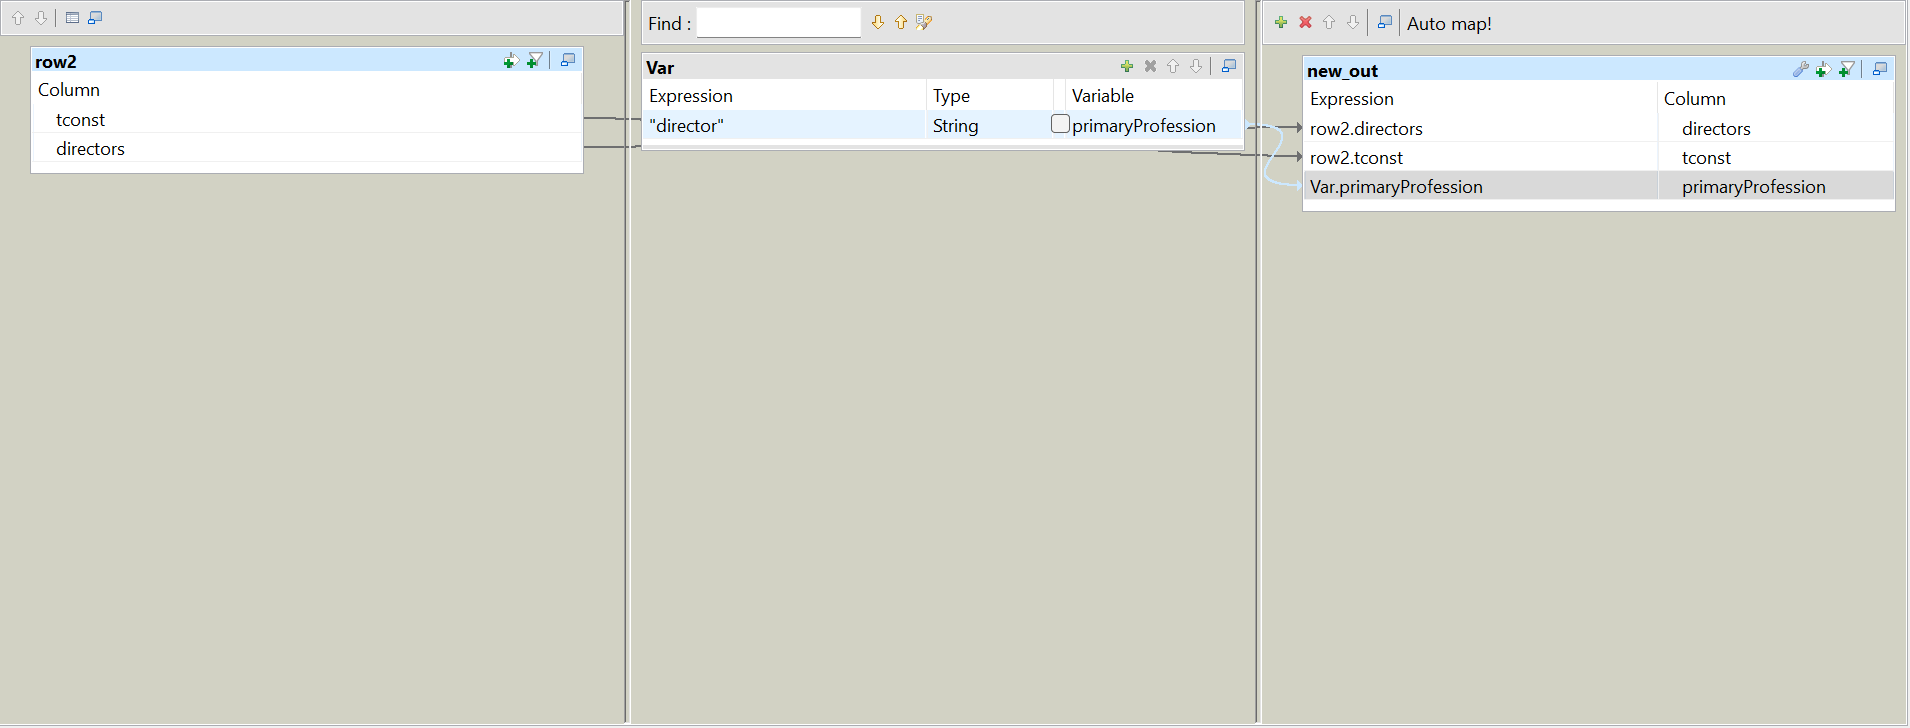 row2
Column
tconst
directors
Find :
Var
Expression Type Variable
"director" String primaryProfession
Auto map!
new_out
Expression Column
row2.directors directors
row2.tconst tconst
Var.primaryProfession primaryProfession